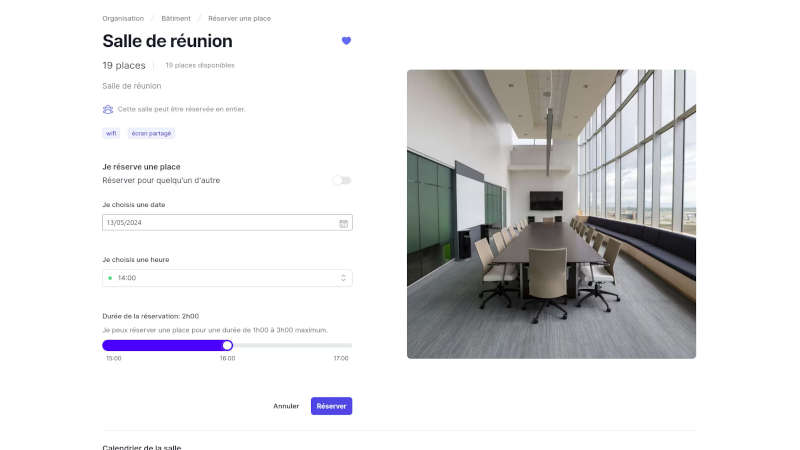 Organisation / Bâtiment / Réserver une place
Salle de réunion
19 places | 19 places disponibles
Salle de réunion
Cette salle peut être réservée en entier.
wifi écran partagé
Je réserve une place
Réserver pour quelqu'un d'autre
Je choisis une date
13/05/2024
Je choisis une heure
14:00
Durée de la réservation: 2h00
Je peux réserver une place pour une durée de 1h00 à 3h00 maximum.
15:00 16:00 17:00
Annuler Réserver
Calendrier de la salle